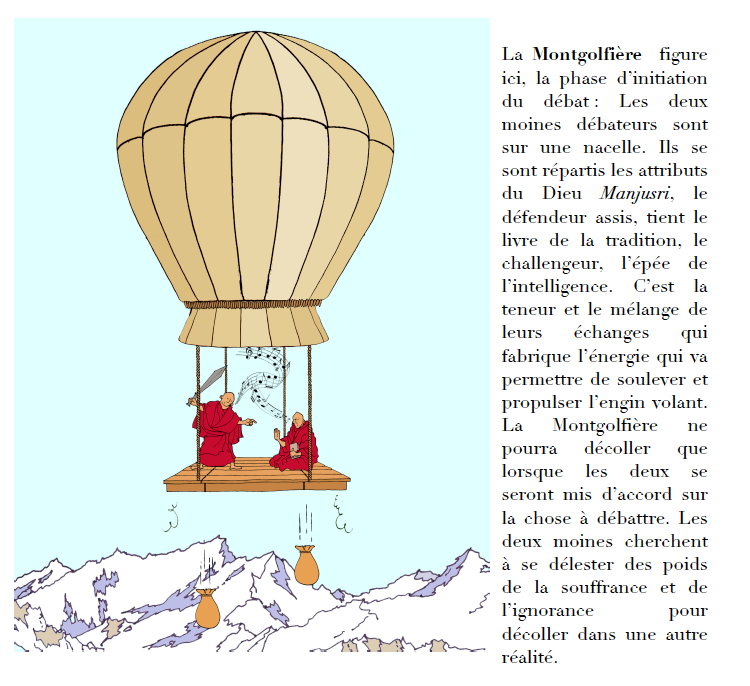 La Montgolfière figure
ici, la phase d’initiation
du débat : Les deux
moines débateurs sont
sur une nacelle. Ils se
sont répartis les attributs
du Dieu Manjusri, le
défendeur assis, tient le
livre de la tradition, le
challengeur, l’épée de
l’intelligence. C’est la
teneur et le mélange de
leurs échanges qui
fabrique l’énergie qui va
permettre de soulever et
propulser l’engin volant.
La Montgolfière ne
pourra décoller que
lorsque les deux se
seront mis d’accord sur
la chose à débattre. Les
deux moines cherchent
à se délester des poids
de la souffrance et de
l’ignorance pour
décoller dans une autre
réalité.